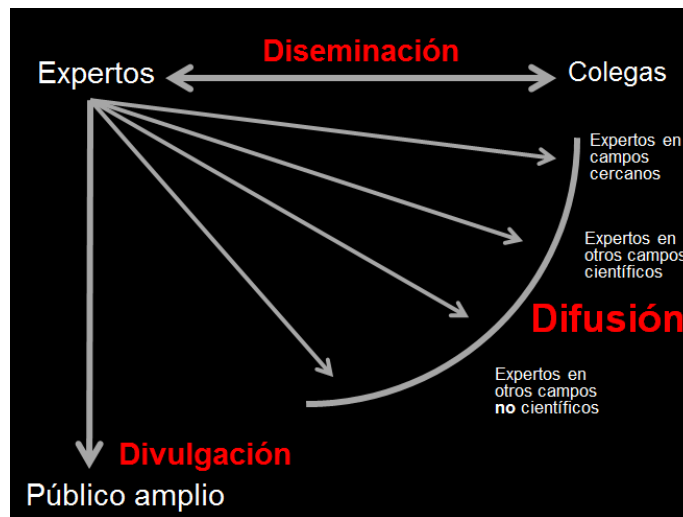 Diseminación
Expertos
Colegas
Expertos en
campos
cercanos
Expertos en
otros campos
científicos
Difusión
Expertos en
otros campos
no científicos
Divulgación
Público amplio